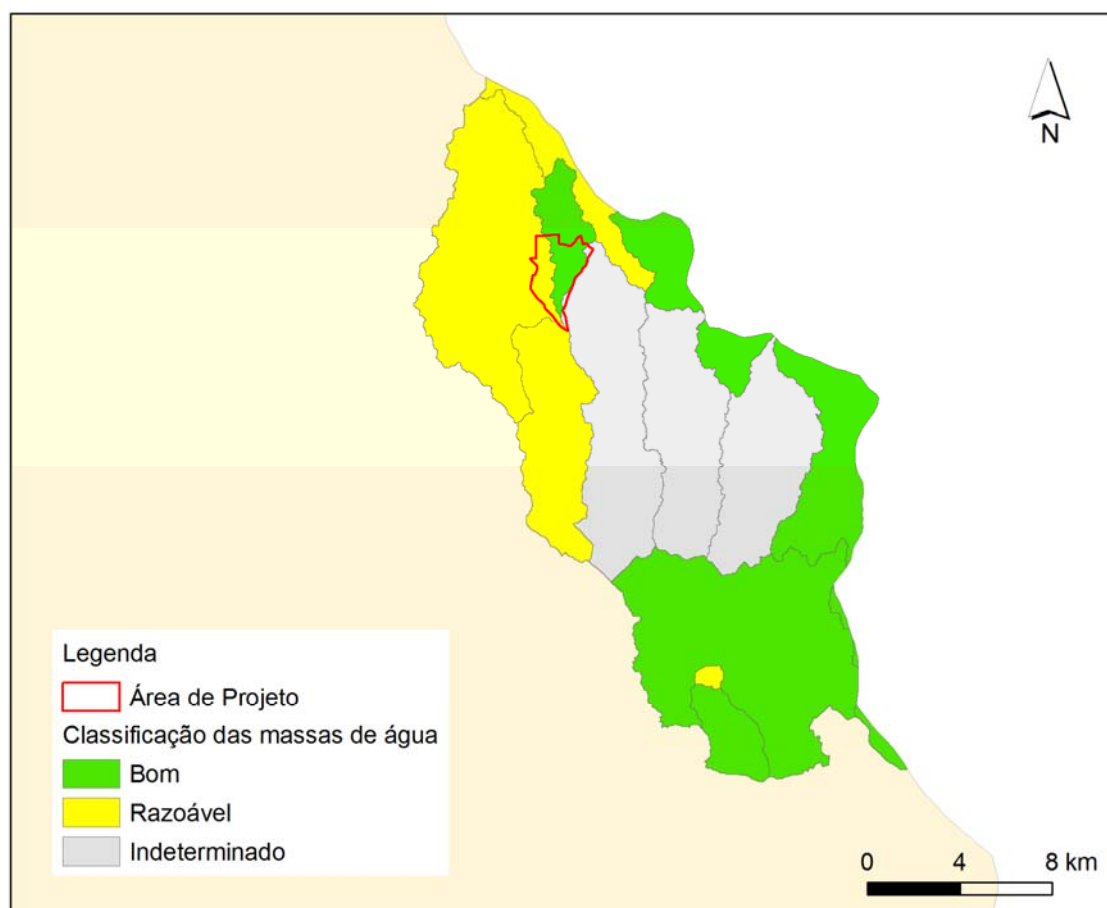 N
Legenda
Área de Projeto
Classificação das massas de água
Bom
Razoável
Indeterminado
0 4 8 km